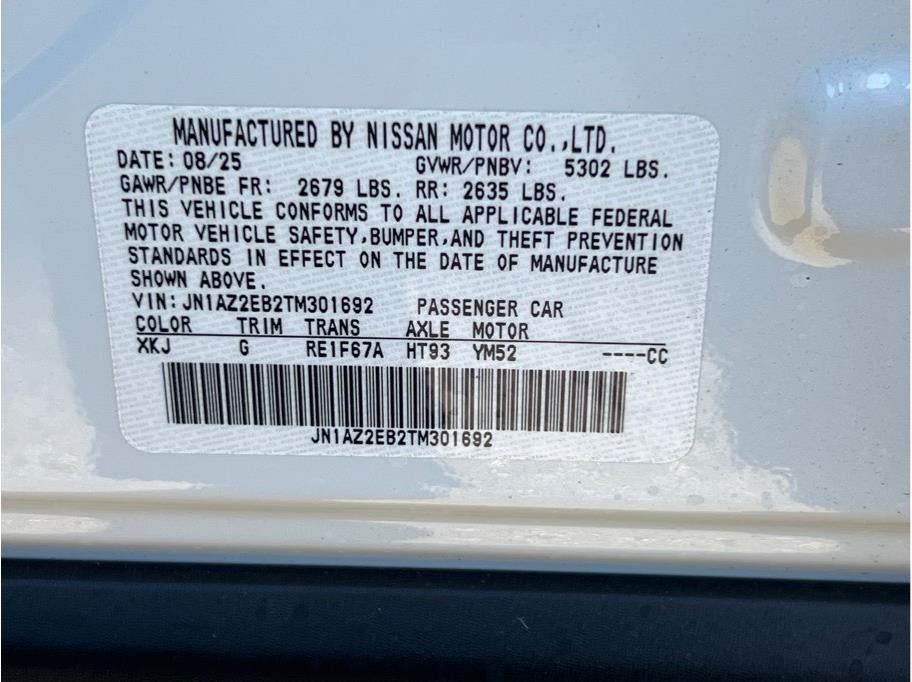 MANUFACTURED BY NISSAN MOTOR CO.,LTD.
DATE: 08/25 GVWR/PNBV: 5302 LBS.
GAWR/PNBE FR: 2679 LBS. RR: 2635 LBS.
THIS VEHICLE CONFORMS TO ALL APPLICABLE FEDERAL
MOTOR VEHICLE SAFETY,BUMPER,AND THEFT PREVENTION
STANDARDS IN EFFECT ON THE DATE OF MANUFACTURE
SHOWN ABOVE.
VIN: JN1AZ2EB2TM301692 PASSENGER CAR
COLOR TRIM TRANS AXLE MOTOR
XKJ G RE1F67A HT93 YM52 ----CC
JN1AZ2EB2TM301692